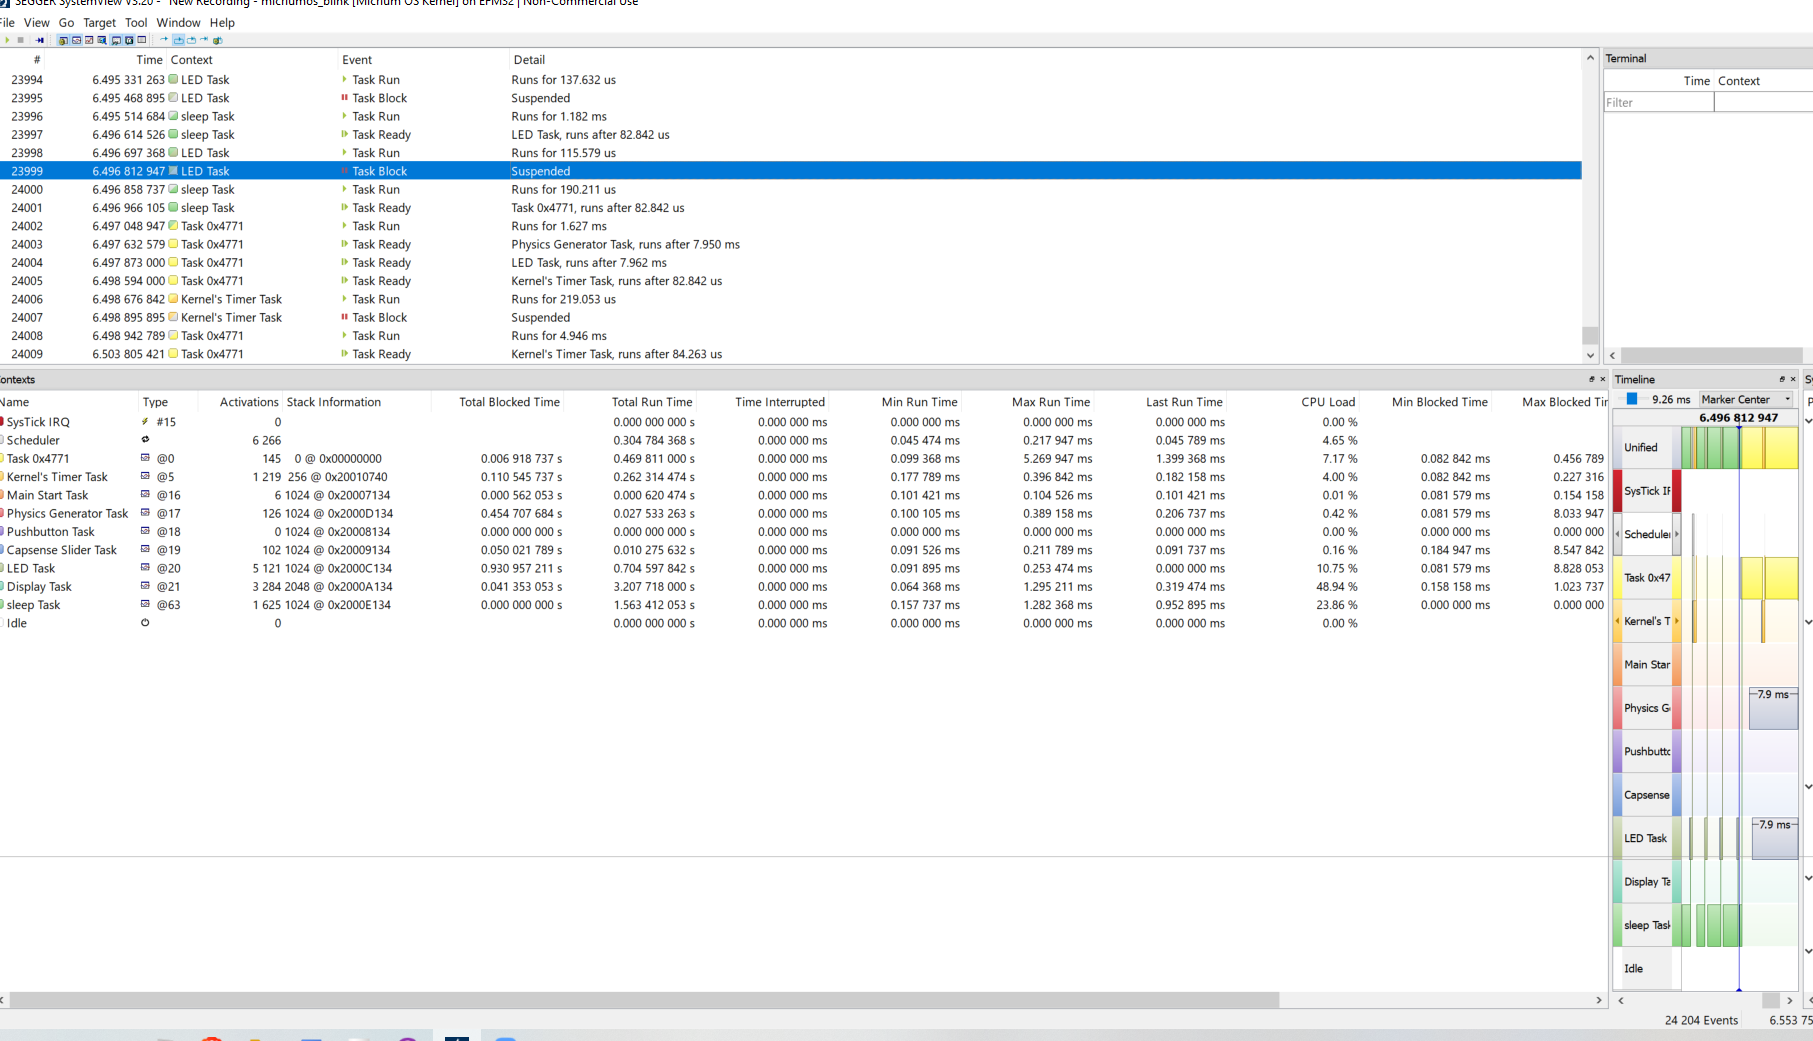 SEGGER SystemView V3.20 - "New Recording - michumos_blink [Michum OS Kernel] on EFM32 | Non-Commercial Use
File View Go Target Tool Window Help
# Time Context Event Detail
23994 6.495 331 263 LED Task Task Run Runs for 137.632 us
23995 6.495 468 895 LED Task Task Block Suspended
23996 6.495 514 684 sleep Task Task Run Runs for 1.182 ms
23997 6.496 614 526 sleep Task Task Ready LED Task, runs after 82.842 us
23998 6.496 697 368 LED Task Task Run Runs for 115.579 us
23999 6.496 812 947 LED Task Task Block Suspended
24000 6.496 858 737 sleep Task Task Run Runs for 190.211 us
24001 6.496 966 105 sleep Task Task Ready Task 0x4771, runs after 82.842 us
24002 6.497 048 947 Task 0x4771 Task Run Runs for 1.627 ms
24003 6.497 632 579 Task 0x4771 Task Ready Physics Generator Task, runs after 7.950 ms
24004 6.497 873 000 Task 0x4771 Task Ready LED Task, runs after 7.962 ms
24005 6.498 594 000 Task 0x4771 Task Ready Kernel's Timer Task, runs after 82.842 us
24006 6.498 676 842 Kernel's Timer Task Task Run Runs for 219.053 us
24007 6.498 895 895 Kernel's Timer Task Task Block Suspended
24008 6.498 942 789 Task 0x4771 Task Run Runs for 4.946 ms
24009 6.503 805 421 Task 0x4771 Task Ready Kernel's Timer Task, runs after 84.263 us
Terminal
Time Context
Filter
ontexts
Name Type Activations Stack Information Total Blocked Time Total Run Time Time Interrupted Min Run Time Max Run Time Last Run Time CPU Load Min Blocked Time Max Blocked Tir
SysTick IRQ #15 0 0.000 000 000 s 0.000 000 ms 0.000 000 ms 0.000 000 ms 0.000 000 ms 0.00 %
Scheduler 6 266 0.304 784 368 s 0.000 000 ms 0.045 474 ms 0.217 947 ms 0.045 789 ms 4.65 %
Task 0x4771 @0 145 0 @ 0x00000000 0.006 918 737 s 0.469 811 000 s 0.000 000 ms 0.099 368 ms 5.269 947 ms 1.399 368 ms 7.17 % 0.082 842 ms 0.456 789
Kernel's Timer Task @5 1 219 256 @ 0x20010740 0.110 545 737 s 0.262 314 474 s 0.000 000 ms 0.177 789 ms 0.396 842 ms 0.182 158 ms 4.00 % 0.082 842 ms 0.227 316
Main Start Task @16 6 1024 @ 0x20007134 0.000 562 053 s 0.000 620 474 s 0.000 000 ms 0.101 421 ms 0.104 526 ms 0.101 421 ms 0.01 % 0.081 579 ms 0.154 158
Physics Generator Task @17 126 1024 @ 0x2000D134 0.454 707 684 s 0.027 533 263 s 0.000 000 ms 0.100 105 ms 0.389 158 ms 0.206 737 ms 0.42 % 0.081 579 ms 8.033 947
Pushbutton Task @18 0 1024 @ 0x20008134 0.000 000 000 s 0.000 000 000 s 0.000 000 ms 0.000 000 ms 0.000 000 ms 0.000 000 ms 0.00 % 0.000 000 ms 0.000 000
Capsense Slider Task @19 102 1024 @ 0x20009134 0.050 021 789 s 0.010 275 632 s 0.000 000 ms 0.091 526 ms 0.211 789 ms 0.091 737 ms 0.16 % 0.184 947 ms 8.547 842
LED Task @20 5 121 1024 @ 0x2000C134 0.930 957 211 s 0.704 597 842 s 0.000 000 ms 0.091 895 ms 0.253 474 ms 0.000 000 ms 10.75 % 0.081 579 ms 8.828 053
Display Task @21 3 284 2048 @ 0x2000A134 0.041 353 053 s 3.207 718 000 s 0.000 000 ms 0.064 368 ms 1.295 211 ms 0.319 474 ms 48.94 % 0.158 158 ms 1.023 737
sleep Task @63 1 625 1024 @ 0x2000E134 0.000 000 000 s 1.563 412 053 s 0.000 000 ms 0.157 737 ms 1.282 368 ms 0.952 895 ms 23.86 % 0.000 000 ms 0.000 000
Idle 0 0.000 000 000 s 0.000 000 ms 0.000 000 ms 0.000 000 ms 0.000 000 ms 0.00 %
Timeline
9.26 ms Marker Center
6.496 812 947
Unified
SysTick IF
Scheduler
Task 0x47
Kernel's T
Main Star
Physics G 7.9 ms
Pushbutto
Capsense
LED Task 7.9 ms
Display Ta
sleep Task
Idle
24 204 Events 6.553 75